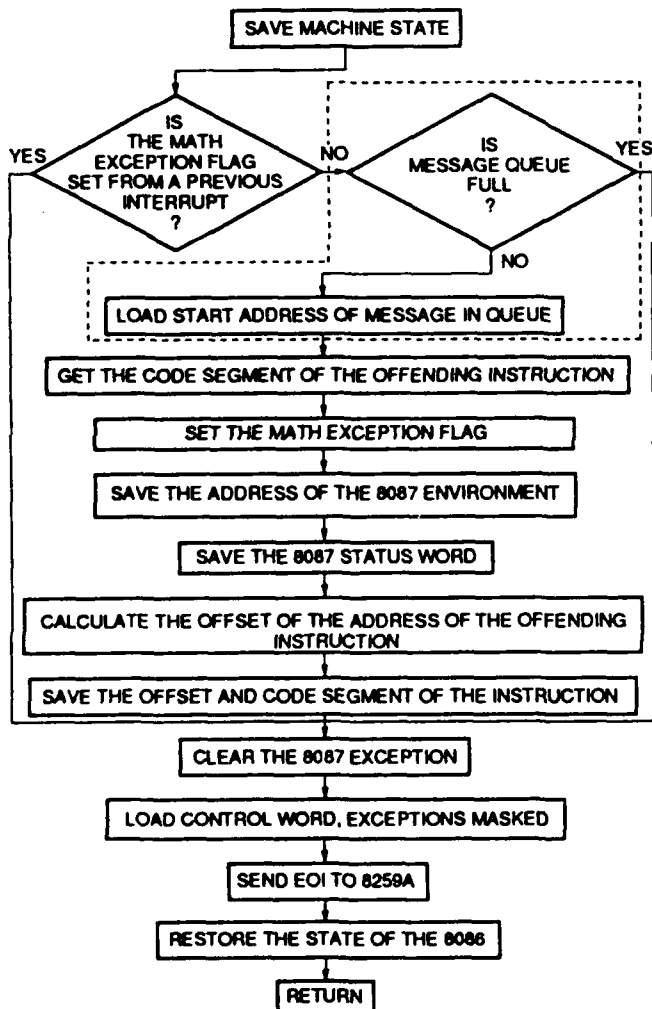 SAVE MACHINE STATE
IS
THE MATH
EXCEPTION FLAG
SET FROM A PREVIOUS
INTERRUPT
?
YES
NO
IS
MESSAGE QUEUE
FULL
?
YES
NO
LOAD START ADDRESS OF MESSAGE IN QUEUE
GET THE CODE SEGMENT OF THE OFFENDING INSTRUCTION
SET THE MATH EXCEPTION FLAG
SAVE THE ADDRESS OF THE 8087 ENVIRONMENT
SAVE THE 8087 STATUS WORD
CALCULATE THE OFFSET OF THE ADDRESS OF THE OFFENDING
INSTRUCTION
SAVE THE OFFSET AND CODE SEGMENT OF THE INSTRUCTION
CLEAR THE 8087 EXCEPTION
LOAD CONTROL WORD, EXCEPTIONS MASKED
SEND EOI TO 8259A
RESTORE THE STATE OF THE 8086
RETURN